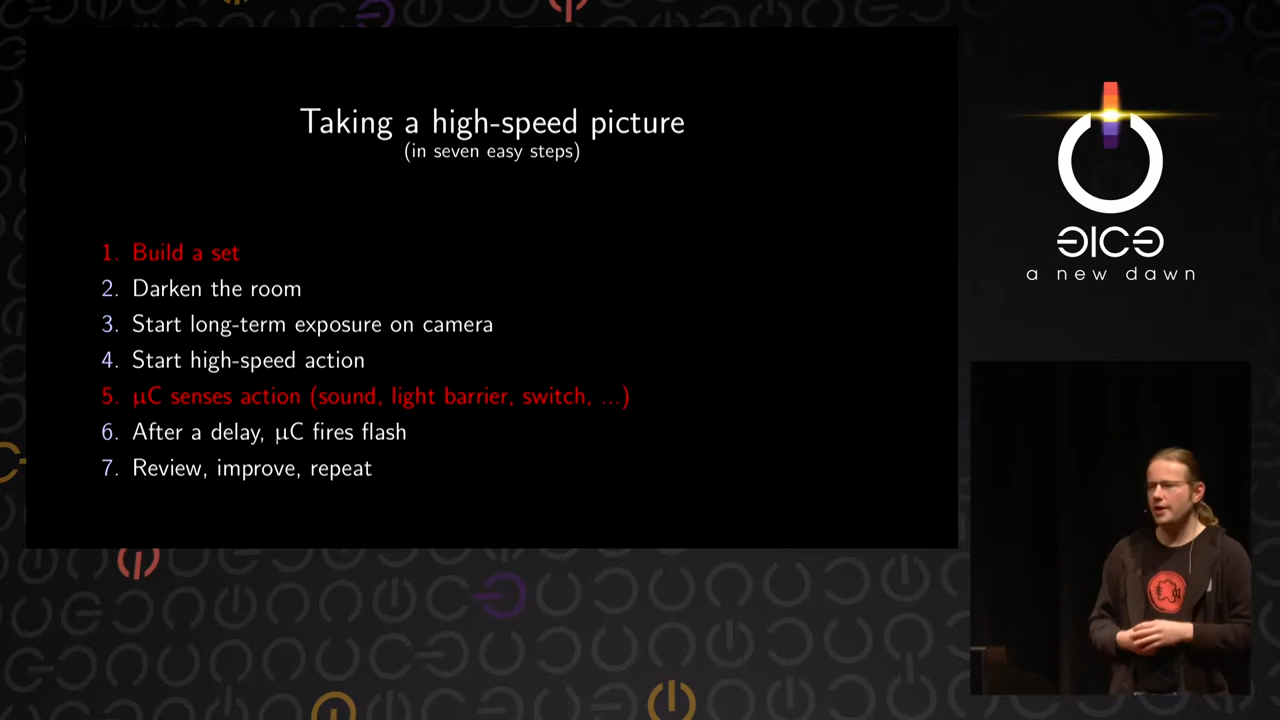 Taking a high-speed picture
(in seven easy steps)
1. Build a set
2. Darken the room
3. Start long-term exposure on camera
4. Start high-speed action
5. µC senses action (sound, light barrier, switch, ...)
6. After a delay, µC fires flash
7. Review, improve, repeat
ƎICƏ
a new dawn